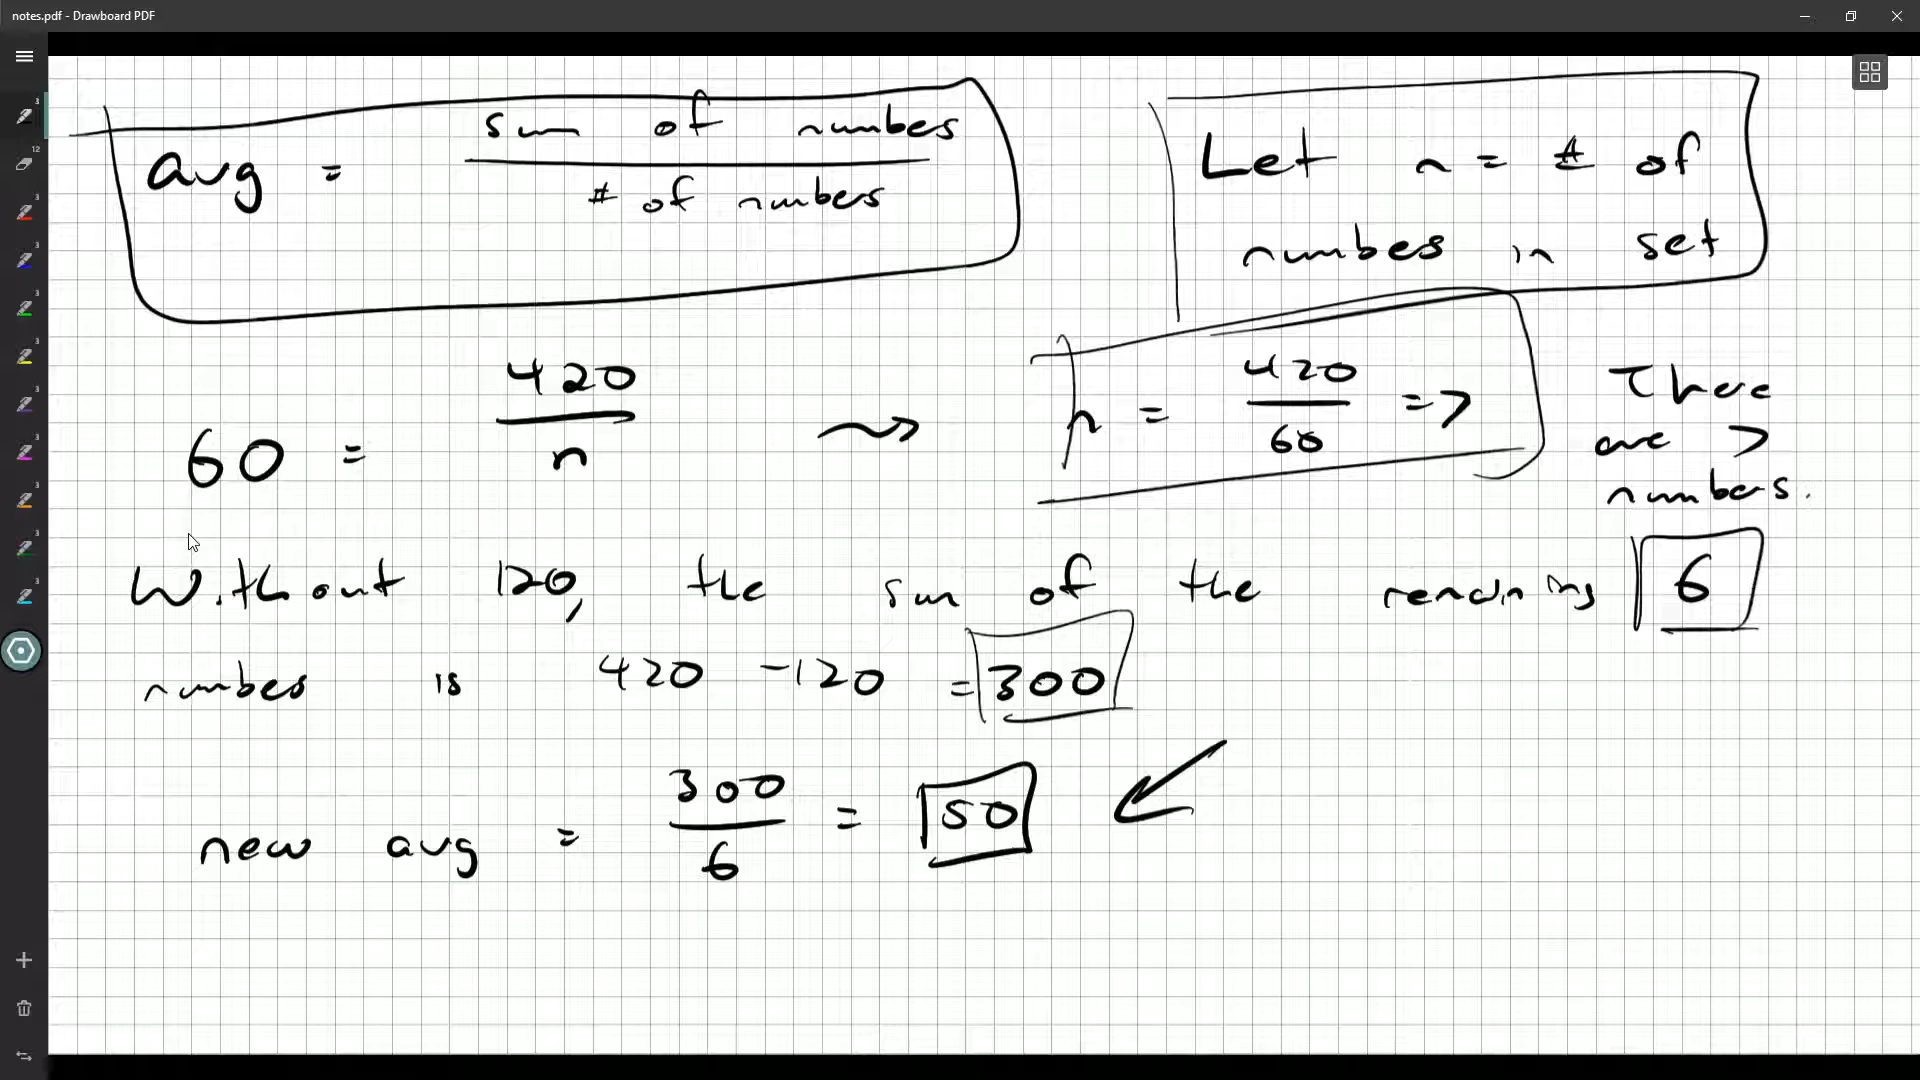 notes.pdf - Drawboard PDF
avg = sum of numbers / # of numbers
Let n = # of
numbers in set
60 = 420 / n
n = 420 / 60 =>
There
are 7
numbers.
Without 120, the sum of the remaining 6
numbers is 420 - 120 = 300
new avg = 300 / 6 = 50